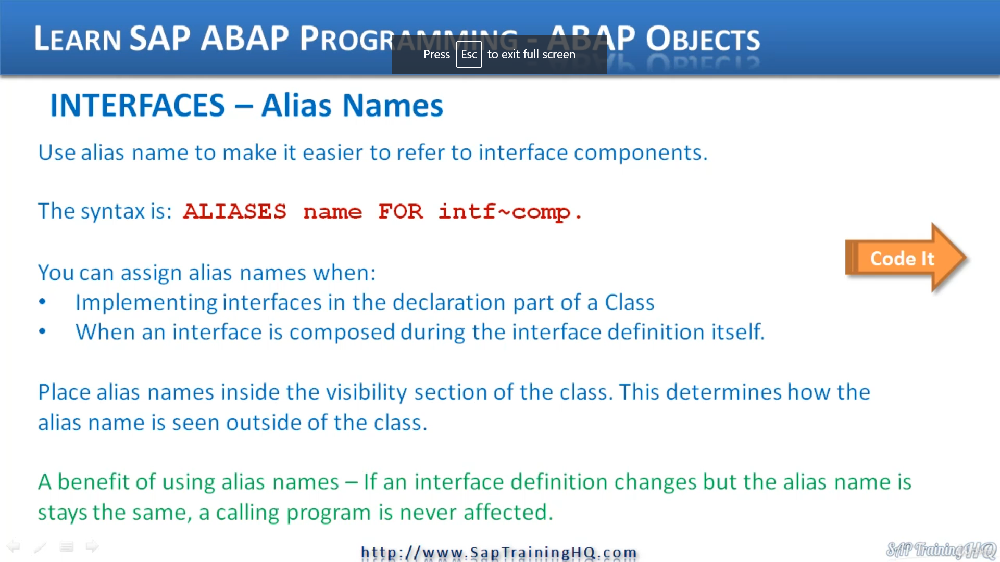 LEARN SAP ABAP PROGRAMMING - ABAP OBJECTS
Press Esc to exit full screen
INTERFACES – Alias Names
Use alias name to make it easier to refer to interface components.
The syntax is: ALIASES name FOR intf~comp.
Code It
You can assign alias names when:
• Implementing interfaces in the declaration part of a Class
• When an interface is composed during the interface definition itself.
Place alias names inside the visibility section of the class. This determines how the
alias name is seen outside of the class.
A benefit of using alias names – If an interface definition changes but the alias name is
stays the same, a calling program is never affected.
http://www.SapTrainingHQ.com
SAP TrainingHQ